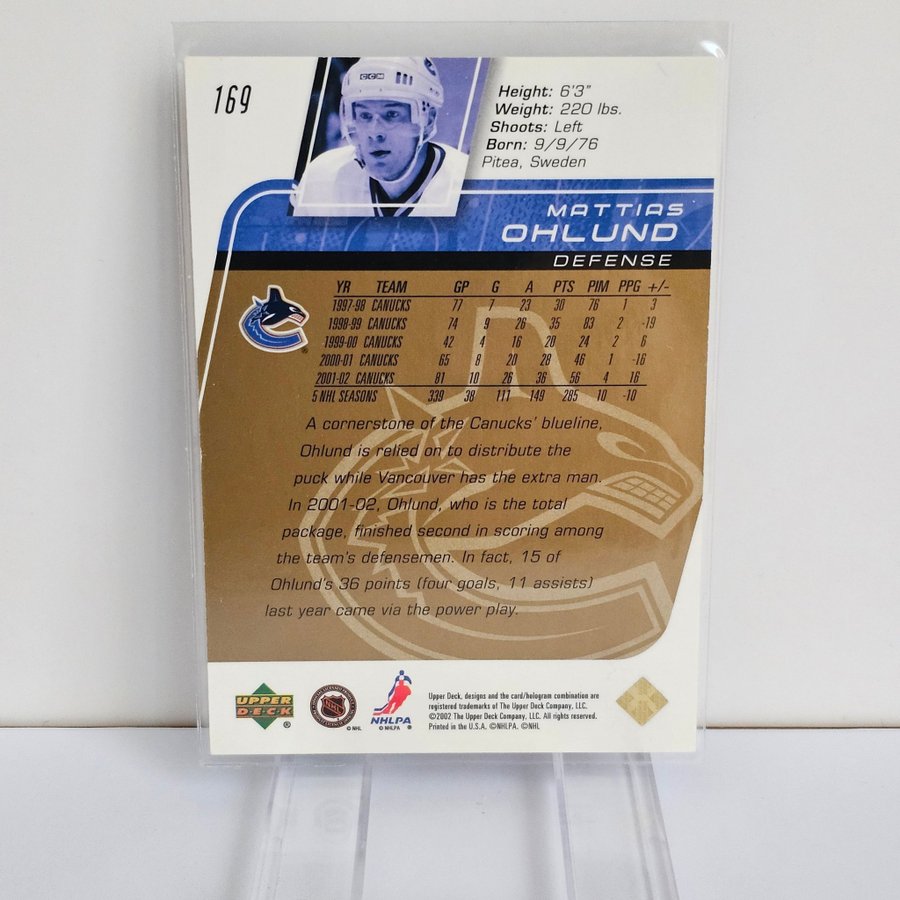 169
CCM
Height: 6'3"
Weight: 220 lbs.
Shoots: Left
Born: 9/9/76
Pitea, Sweden
MATTIAS
OHLUND
DEFENSE
YR TEAM GP G A PTS PIM PPG +/-
1997-98 CANUCKS 77 7 23 30 76 1 3
1998-99 CANUCKS 74 9 26 35 83 2 -19
1999-00 CANUCKS 42 4 16 20 24 2 6
2000-01 CANUCKS 65 8 20 28 46 1 -16
2001-02 CANUCKS 81 10 26 36 56 4 16
5 NHL SEASONS 339 38 111 149 285 10 -10
A cornerstone of the Canucks' blueline,
Ohlund is relied on to distribute the
puck while Vancouver has the extra man.
In 2001-02, Ohlund, who is the total
package, finished second in scoring among
the team's defensemen. In fact, 15 of
Ohlund's 36 points (four goals, 11 assists)
last year came via the power play.
UPPER
DECK
®
NHL
© NHL
NHLPA
© NHLPA ®
Upper Deck, designs and the card/hologram combination are
registered trademarks of The Upper Deck Company, LLC.
©2002 The Upper Deck Company, LLC. All rights reserved.
Printed in the U.S.A. ©NHLPA. ©NHL